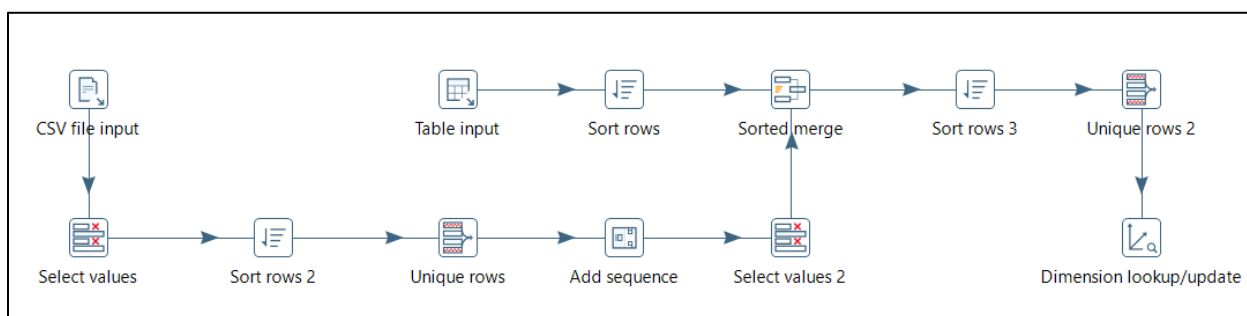 CSV file input
Table input
Sort rows
Sorted merge
Sort rows 3
Unique rows 2
Select values
Sort rows 2
Unique rows
Add sequence
Select values 2
Dimension lookup/update